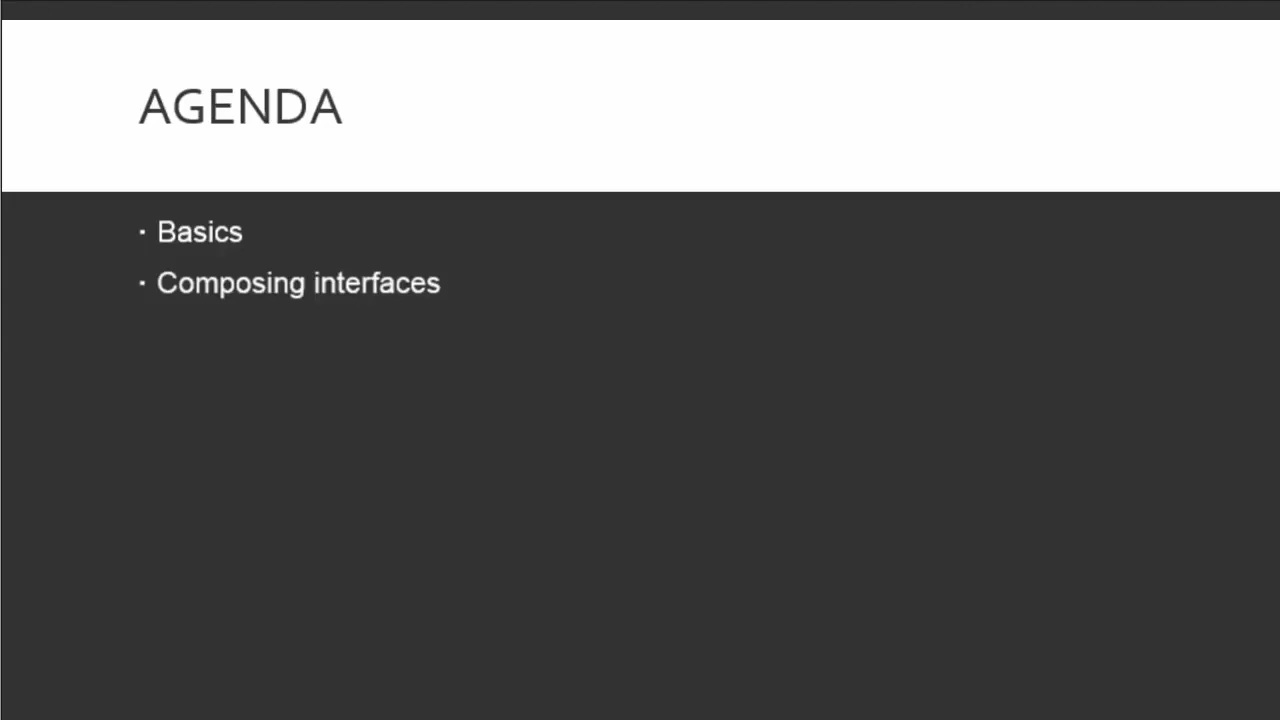 AGENDA
· Basics
· Composing interfaces